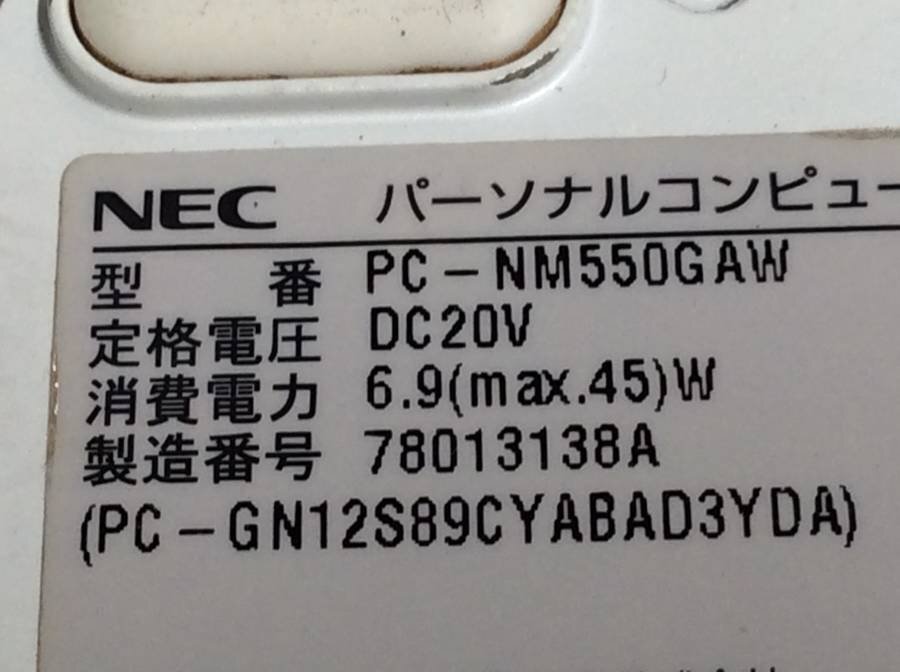 NEC パーソナルコンピュー
型番 PC-NM550GAW
定格電圧 DC20V
消費電力 6.9(max.45)W
製造番号 78013138A
(PC-GN12S89CYABAD3YDA)